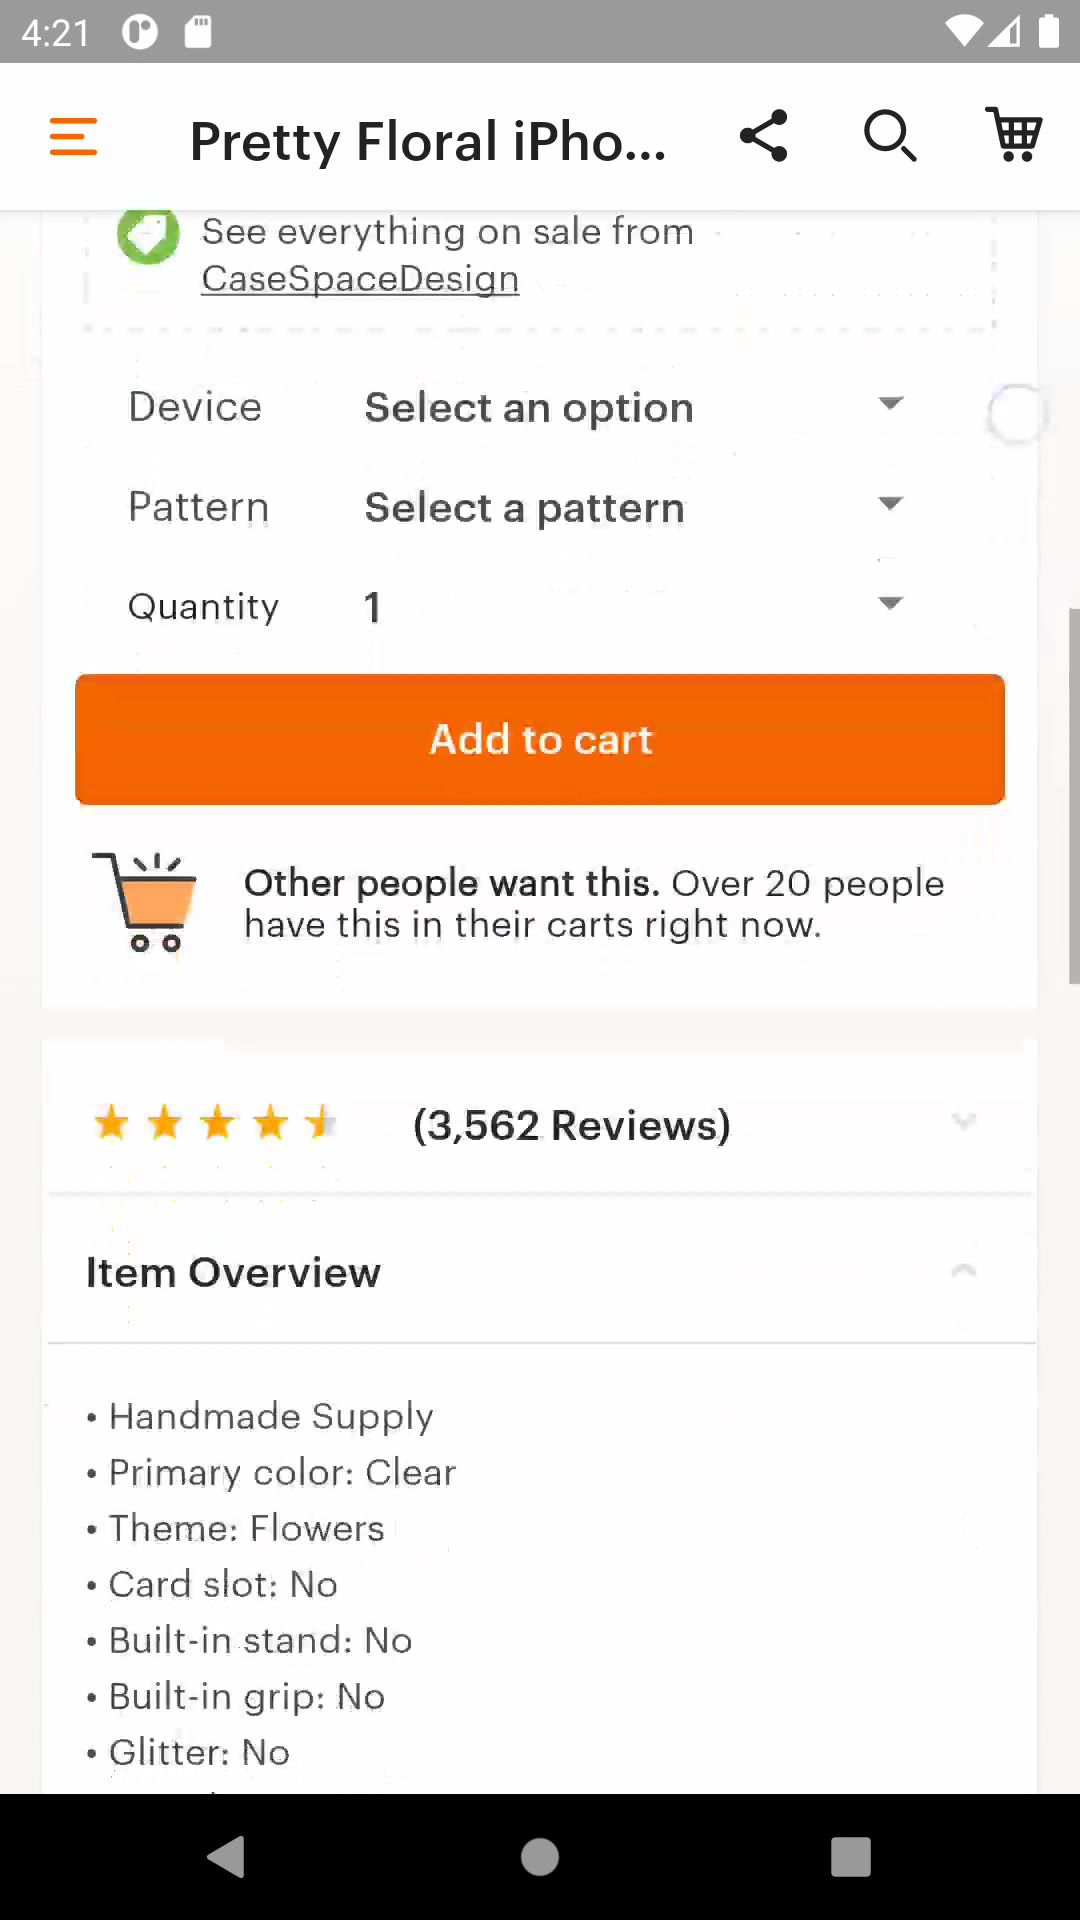 4:21
Pretty Floral iPho...
See everything on sale from
CaseSpaceDesign
Device Select an option
Pattern Select a pattern
Quantity 1
Add to cart
Other people want this. Over 20 people
have this in their carts right now.
(3,562 Reviews)
Item Overview
• Handmade Supply
• Primary color: Clear
• Theme: Flowers
• Card slot: No
• Built-in stand: No
• Built-in grip: No
• Glitter: No